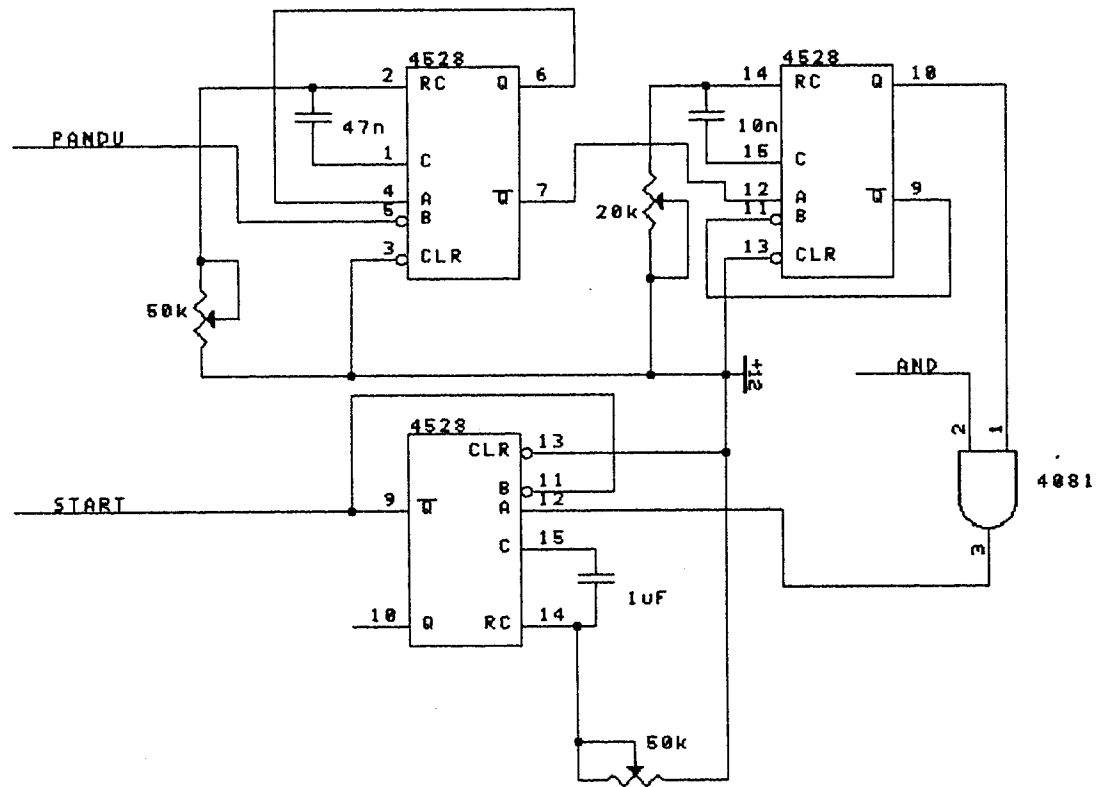 4528
2 RC Q 6
47n
PANDU
1 C
4 A Q 7
5 B
3 CLR
50k
4528
14 RC Q 10
10n
15 C
12 A Q 9
11 B
13 CLR
20k
+12
AND
2 1
4081
3
4528
CLR 13
B 11
START
9 Q A 12
C 15
1uF
10 Q RC 14
50k